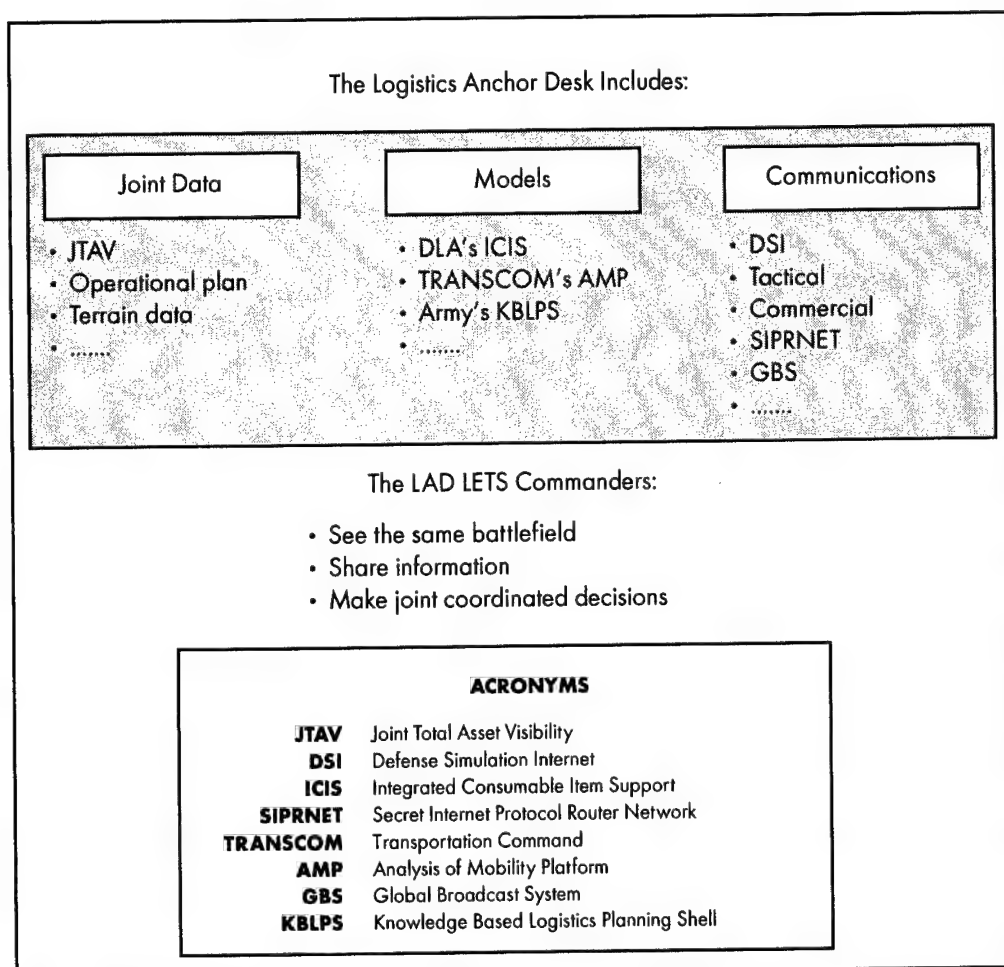 The Logistics Anchor Desk Includes:
Joint Data
• JTAV
• Operational plan
• Terrain data
• .......
Models
• DLA's ICIS
• TRANSCOM's AMP
• Army's KBLPS
• .......
Communications
• DSI
• Tactical
• Commercial
• SIPRNET
• GBS
• .......
The LAD LETS Commanders:
• See the same battlefield
• Share information
• Make joint coordinated decisions
ACRONYMS
JTAV Joint Total Asset Visibility
DSI Defense Simulation Internet
ICIS Integrated Consumable Item Support
SIPRNET Secret Internet Protocol Router Network
TRANSCOM Transportation Command
AMP Analysis of Mobility Platform
GBS Global Broadcast System
KBLPS Knowledge Based Logistics Planning Shell